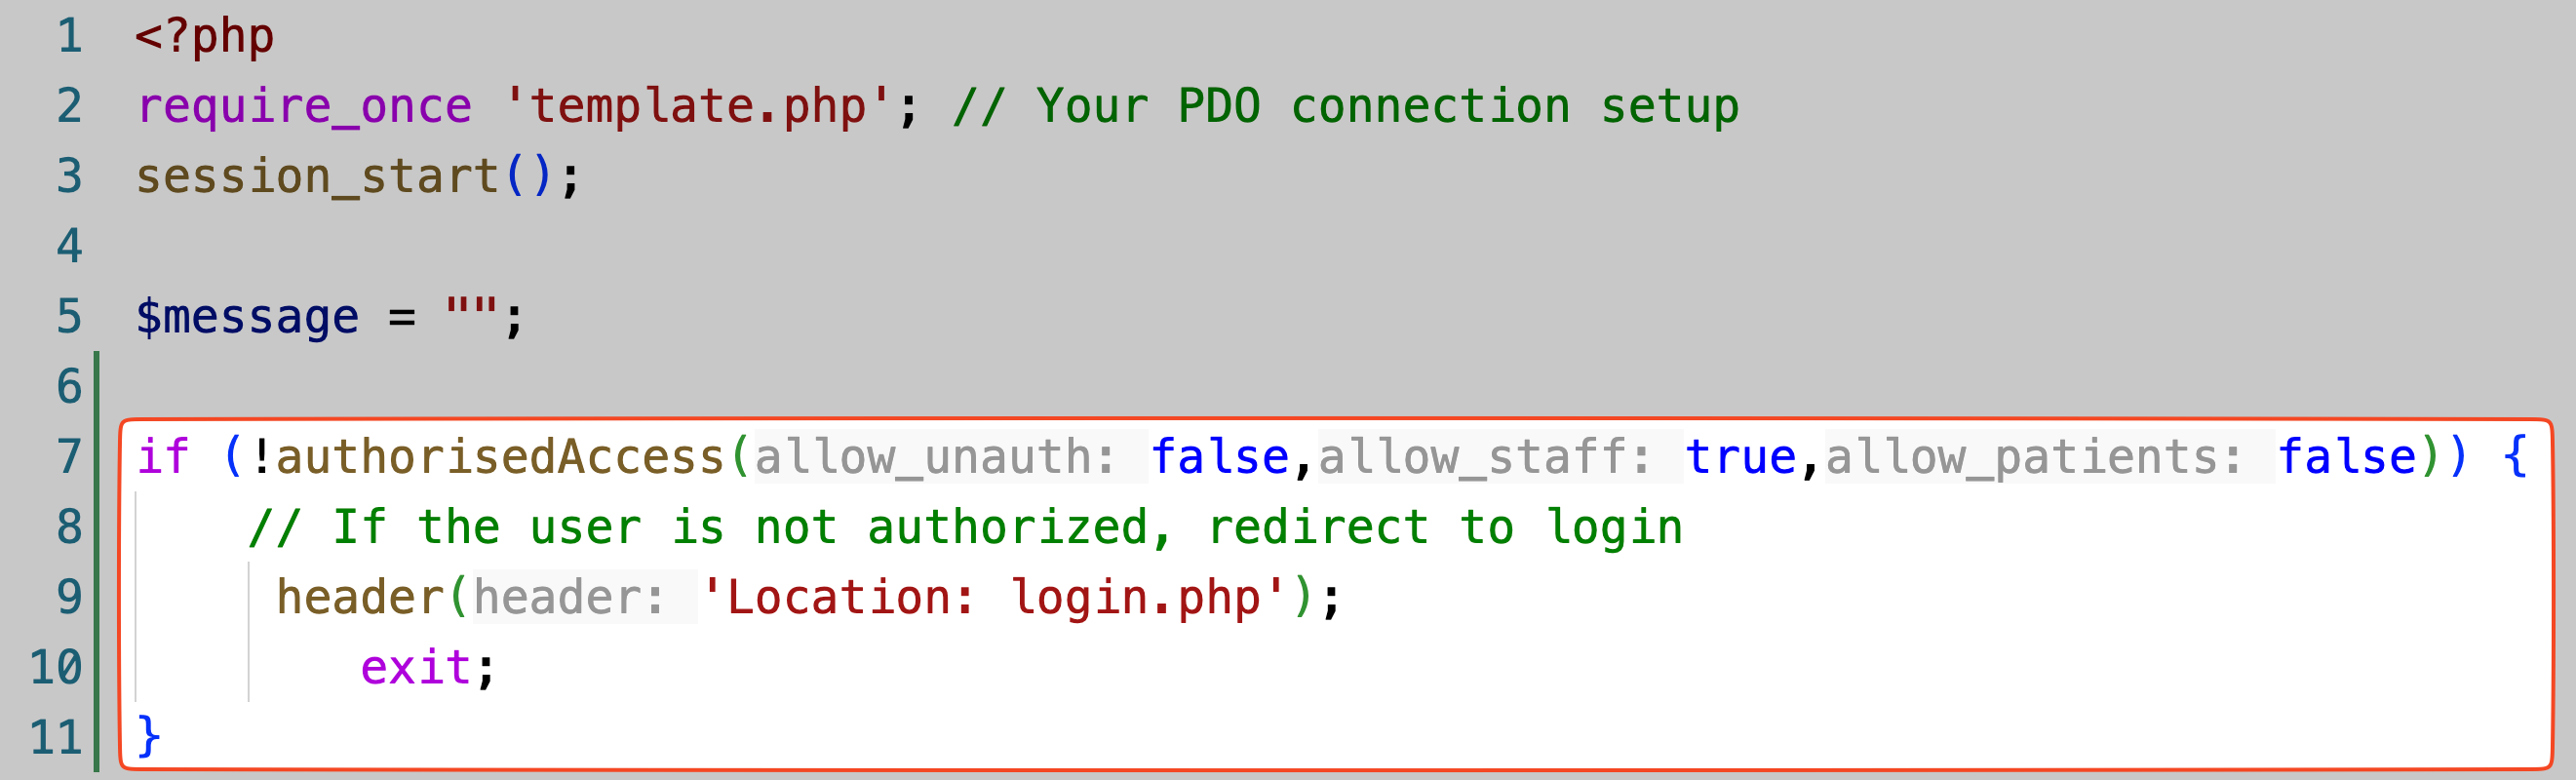 1 <?php
2 require_once 'template.php'; // Your PDO connection setup
3 session_start();
4
5 $message = "";
6
7 if (!authorisedAccess(allow_unauth: false,allow_staff: true,allow_patients: false)) {
8 // If the user is not authorized, redirect to login
9 header(header: 'Location: login.php');
10 exit;
11 }